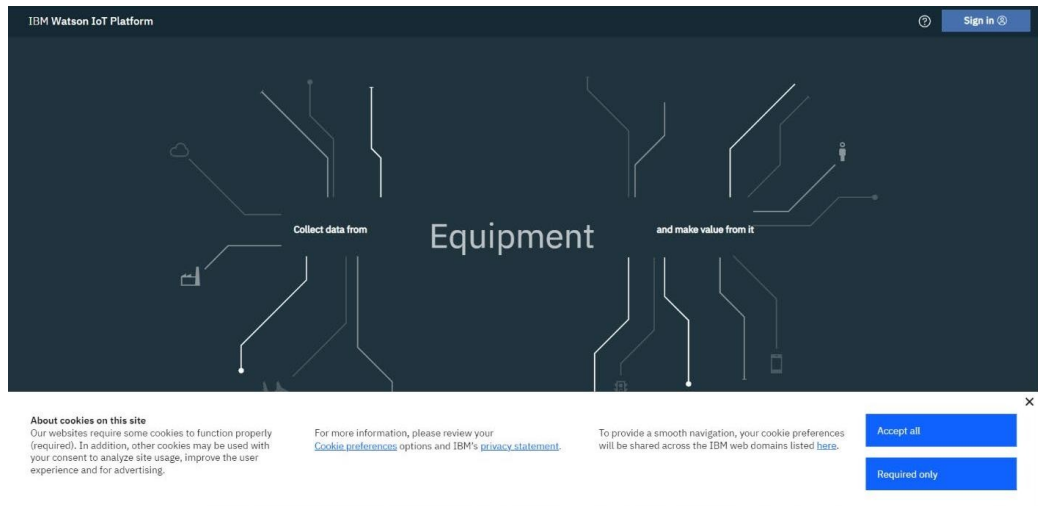 IBM Watson IoT Platform
Sign in
Collect data from
Equipment
and make value from it
About cookies on this site
Our websites require some cookies to function properly
(required). In addition, other cookies may be used with
your consent to analyze site usage, improve the user
experience and for advertising.
For more information, please review your
Cookie preferences options and IBM's privacy statement.
To provide a smooth navigation, your cookie preferences
will be shared across the IBM web domains listed here.
Accept all
Required only